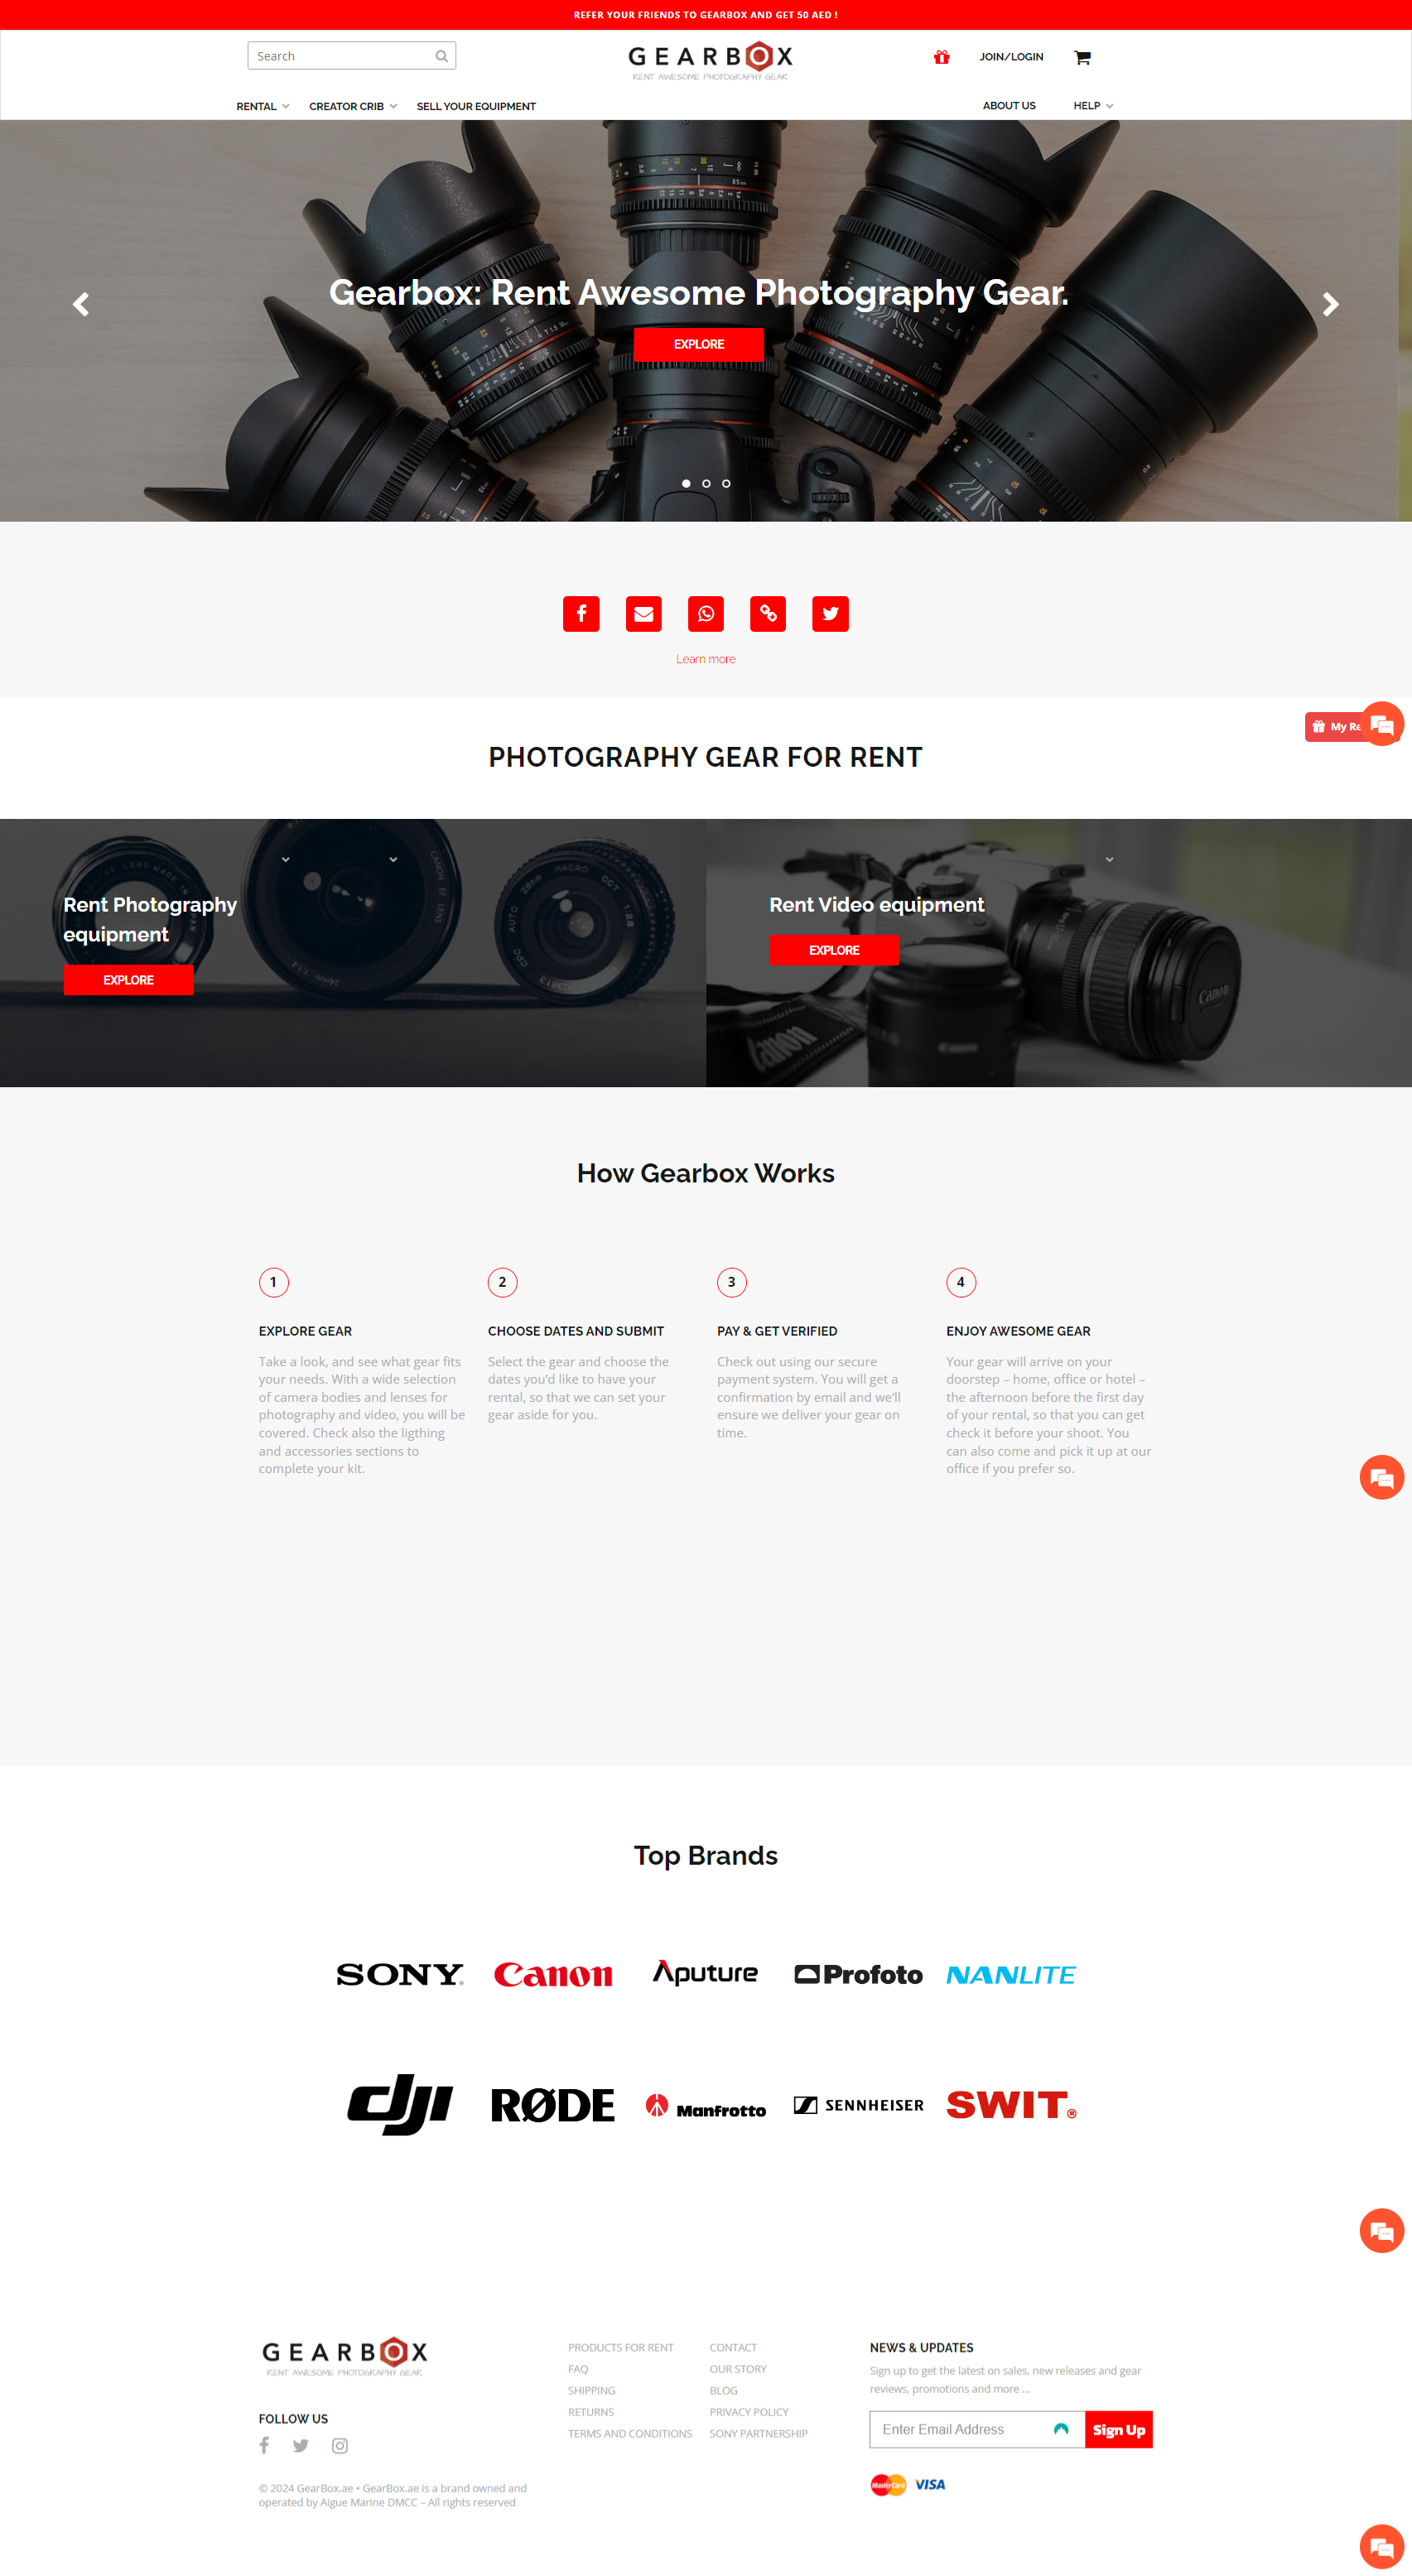 REFER YOUR FRIENDS TO GEARBOX AND GET 50 AED !
Search
GEARBOX
RENT AWESOME PHOTOGRAPHY GEAR
JOIN/LOGIN
RENTAL
CREATOR CRIB
SELL YOUR EQUIPMENT
ABOUT US
HELP
Gearbox: Rent Awesome Photography Gear.
EXPLORE
Learn more
My Re
PHOTOGRAPHY GEAR FOR RENT
Rent Photography
equipment
EXPLORE
Rent Video equipment
EXPLORE
Canon
Canon
How Gearbox Works
1
EXPLORE GEAR
Take a look, and see what gear fits
your needs. With a wide selection
of camera bodies and lenses for
photography and video, you will be
covered. Check also the ligthing
and accessories sections to
complete your kit.
2
CHOOSE DATES AND SUBMIT
Select the gear and choose the
dates you’d like to have your
rental, so that we can set your
gear aside for you.
3
PAY & GET VERIFIED
Check out using our secure
payment system. You will get a
confirmation by email and we’ll
ensure we deliver your gear on
time.
4
ENJOY AWESOME GEAR
Your gear will arrive on your
doorstep – home, office or hotel –
the afternoon before the first day
of your rental, so that you can get
check it before your shoot. You
can also come and pick it up at our
office if you prefer so.
Top Brands
SONY
Canon
Aputure
Profoto
NANLITE
dji
RØDE
Manfrotto
SENNHEISER
SWIT®
GEARBOX
RENT AWESOME PHOTOGRAPHY GEAR
FOLLOW US
© 2024 GearBox.ae • GearBox.ae is a brand owned and
operated by Aigue Marine DMCC – All rights reserved
PRODUCTS FOR RENT
FAQ
SHIPPING
RETURNS
TERMS AND CONDITIONS
CONTACT
OUR STORY
BLOG
PRIVACY POLICY
SONY PARTNERSHIP
NEWS & UPDATES
Sign up to get the latest on sales, new releases and gear
reviews, promotions and more ...
Enter Email Address
Sign Up
MasterCard
VISA